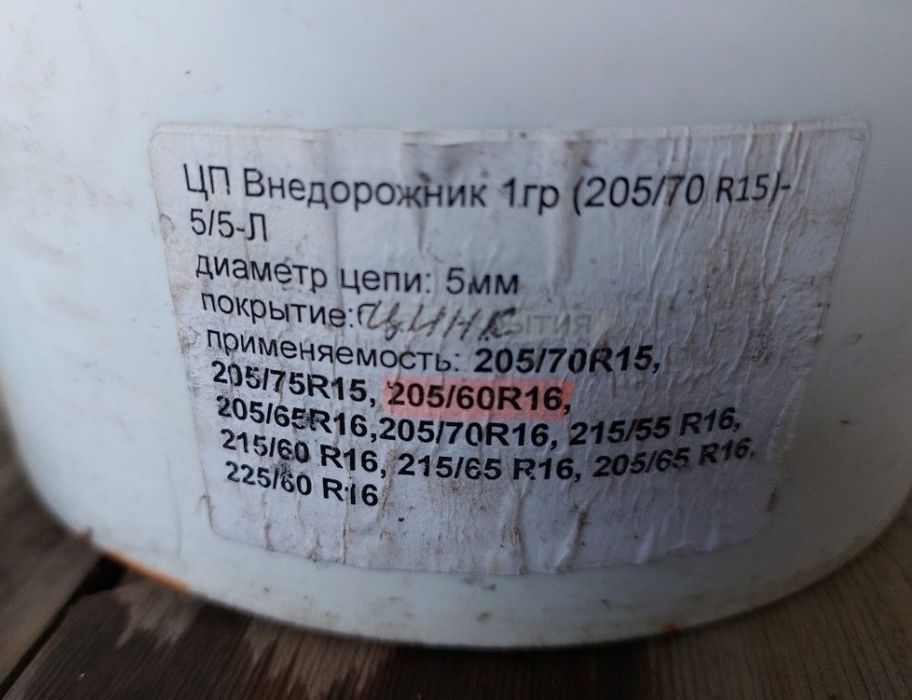 ЦП Внедорожник 1гр (205/70 R15)-
5/5-Л
диаметр цепи: 5мм
покрытие: Цинк
применяемость: 205/70R15,
205/75R15, 205/60R16,
205/65R16,205/70R16, 215/55 R16,
215/60 R16, 215/65 R16, 205/65 R16.
225/60 R16